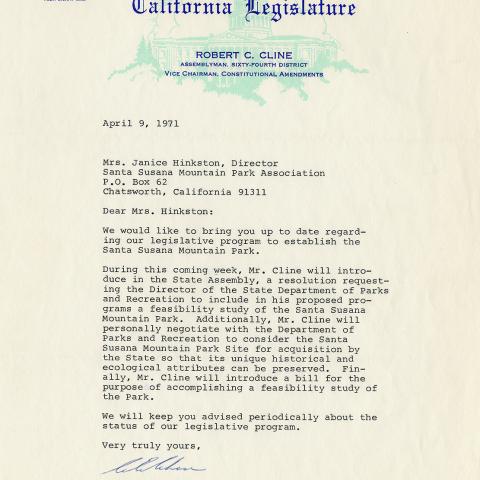 California Legislature
ROBERT C. CLINE
ASSEMBLYMAN, SIXTY-FOURTH DISTRICT
VICE CHAIRMAN, CONSTITUTIONAL AMENDMENTS
April 9, 1971
Mrs. Janice Hinkston, Director
Santa Susana Mountain Park Association
P.O. Box 62
Chatsworth, California 91311
Dear Mrs. Hinkston:
We would like to bring you up to date regard-
ing our legislative program to establish the
Santa Susana Mountain Park.
During this coming week, Mr. Cline will intro-
duce in the State Assembly, a resolution request-
ing the Director of the State Department of Parks
and Recreation to include in his proposed pro-
grams a feasibility study of the Santa Susana
Mountain Park.  Additionally, Mr. Cline will
personally negotiate with the Department of
Parks and Recreation to consider the Santa
Susana Mountain Park Site for acquisition by
the State so that its unique historical and
ecological attributes can be preserved.  Fin-
ally, Mr. Cline will introduce a bill for the
purpose of accomplishing a feasibility study of
the Park.
We will keep you advised periodically about the
status of our legislative program.
Very truly yours,